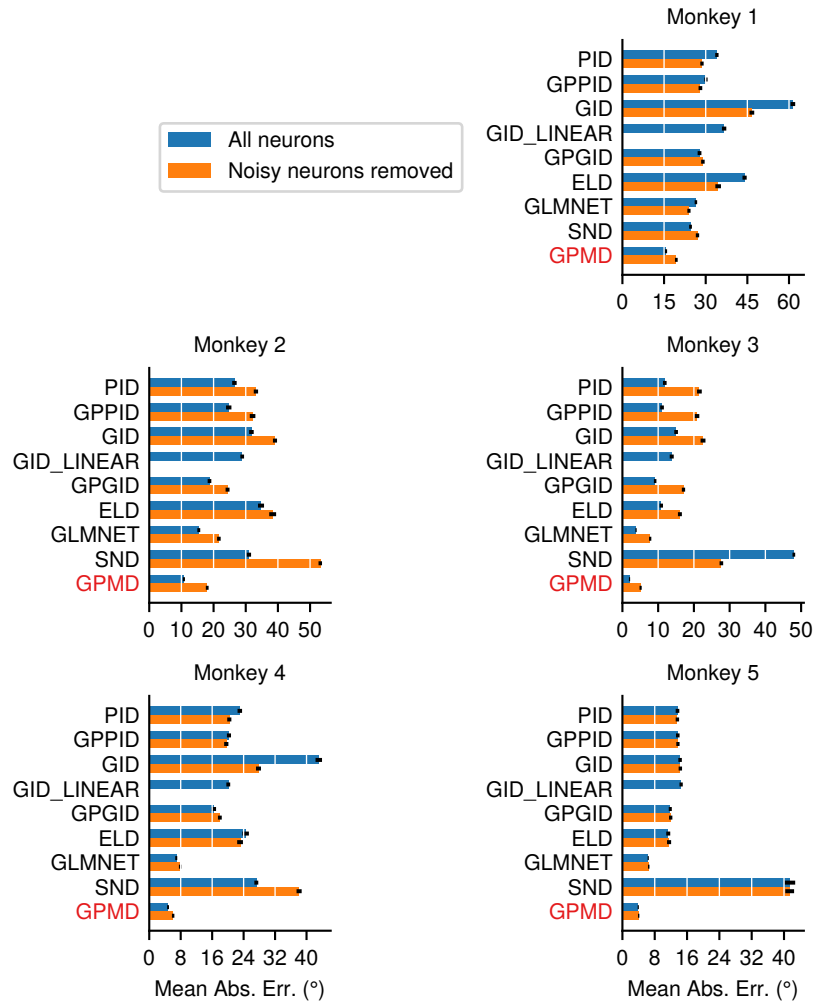 Monkey 1
PID
GPPID
GID
GID_LINEAR
GPGID
ELD
GLMNET
SND
GPMD
0 15 30 45 60
All neurons
Noisy neurons removed
Monkey 2
PID
GPPID
GID
GID_LINEAR
GPGID
ELD
GLMNET
SND
GPMD
0 10 20 30 40 50
Monkey 3
PID
GPPID
GID
GID_LINEAR
GPGID
ELD
GLMNET
SND
GPMD
0 10 20 30 40 50
Monkey 4
PID
GPPID
GID
GID_LINEAR
GPGID
ELD
GLMNET
SND
GPMD
0 8 16 24 32 40
Mean Abs. Err. (°)
Monkey 5
PID
GPPID
GID
GID_LINEAR
GPGID
ELD
GLMNET
SND
GPMD
0 8 16 24 32 40
Mean Abs. Err. (°)